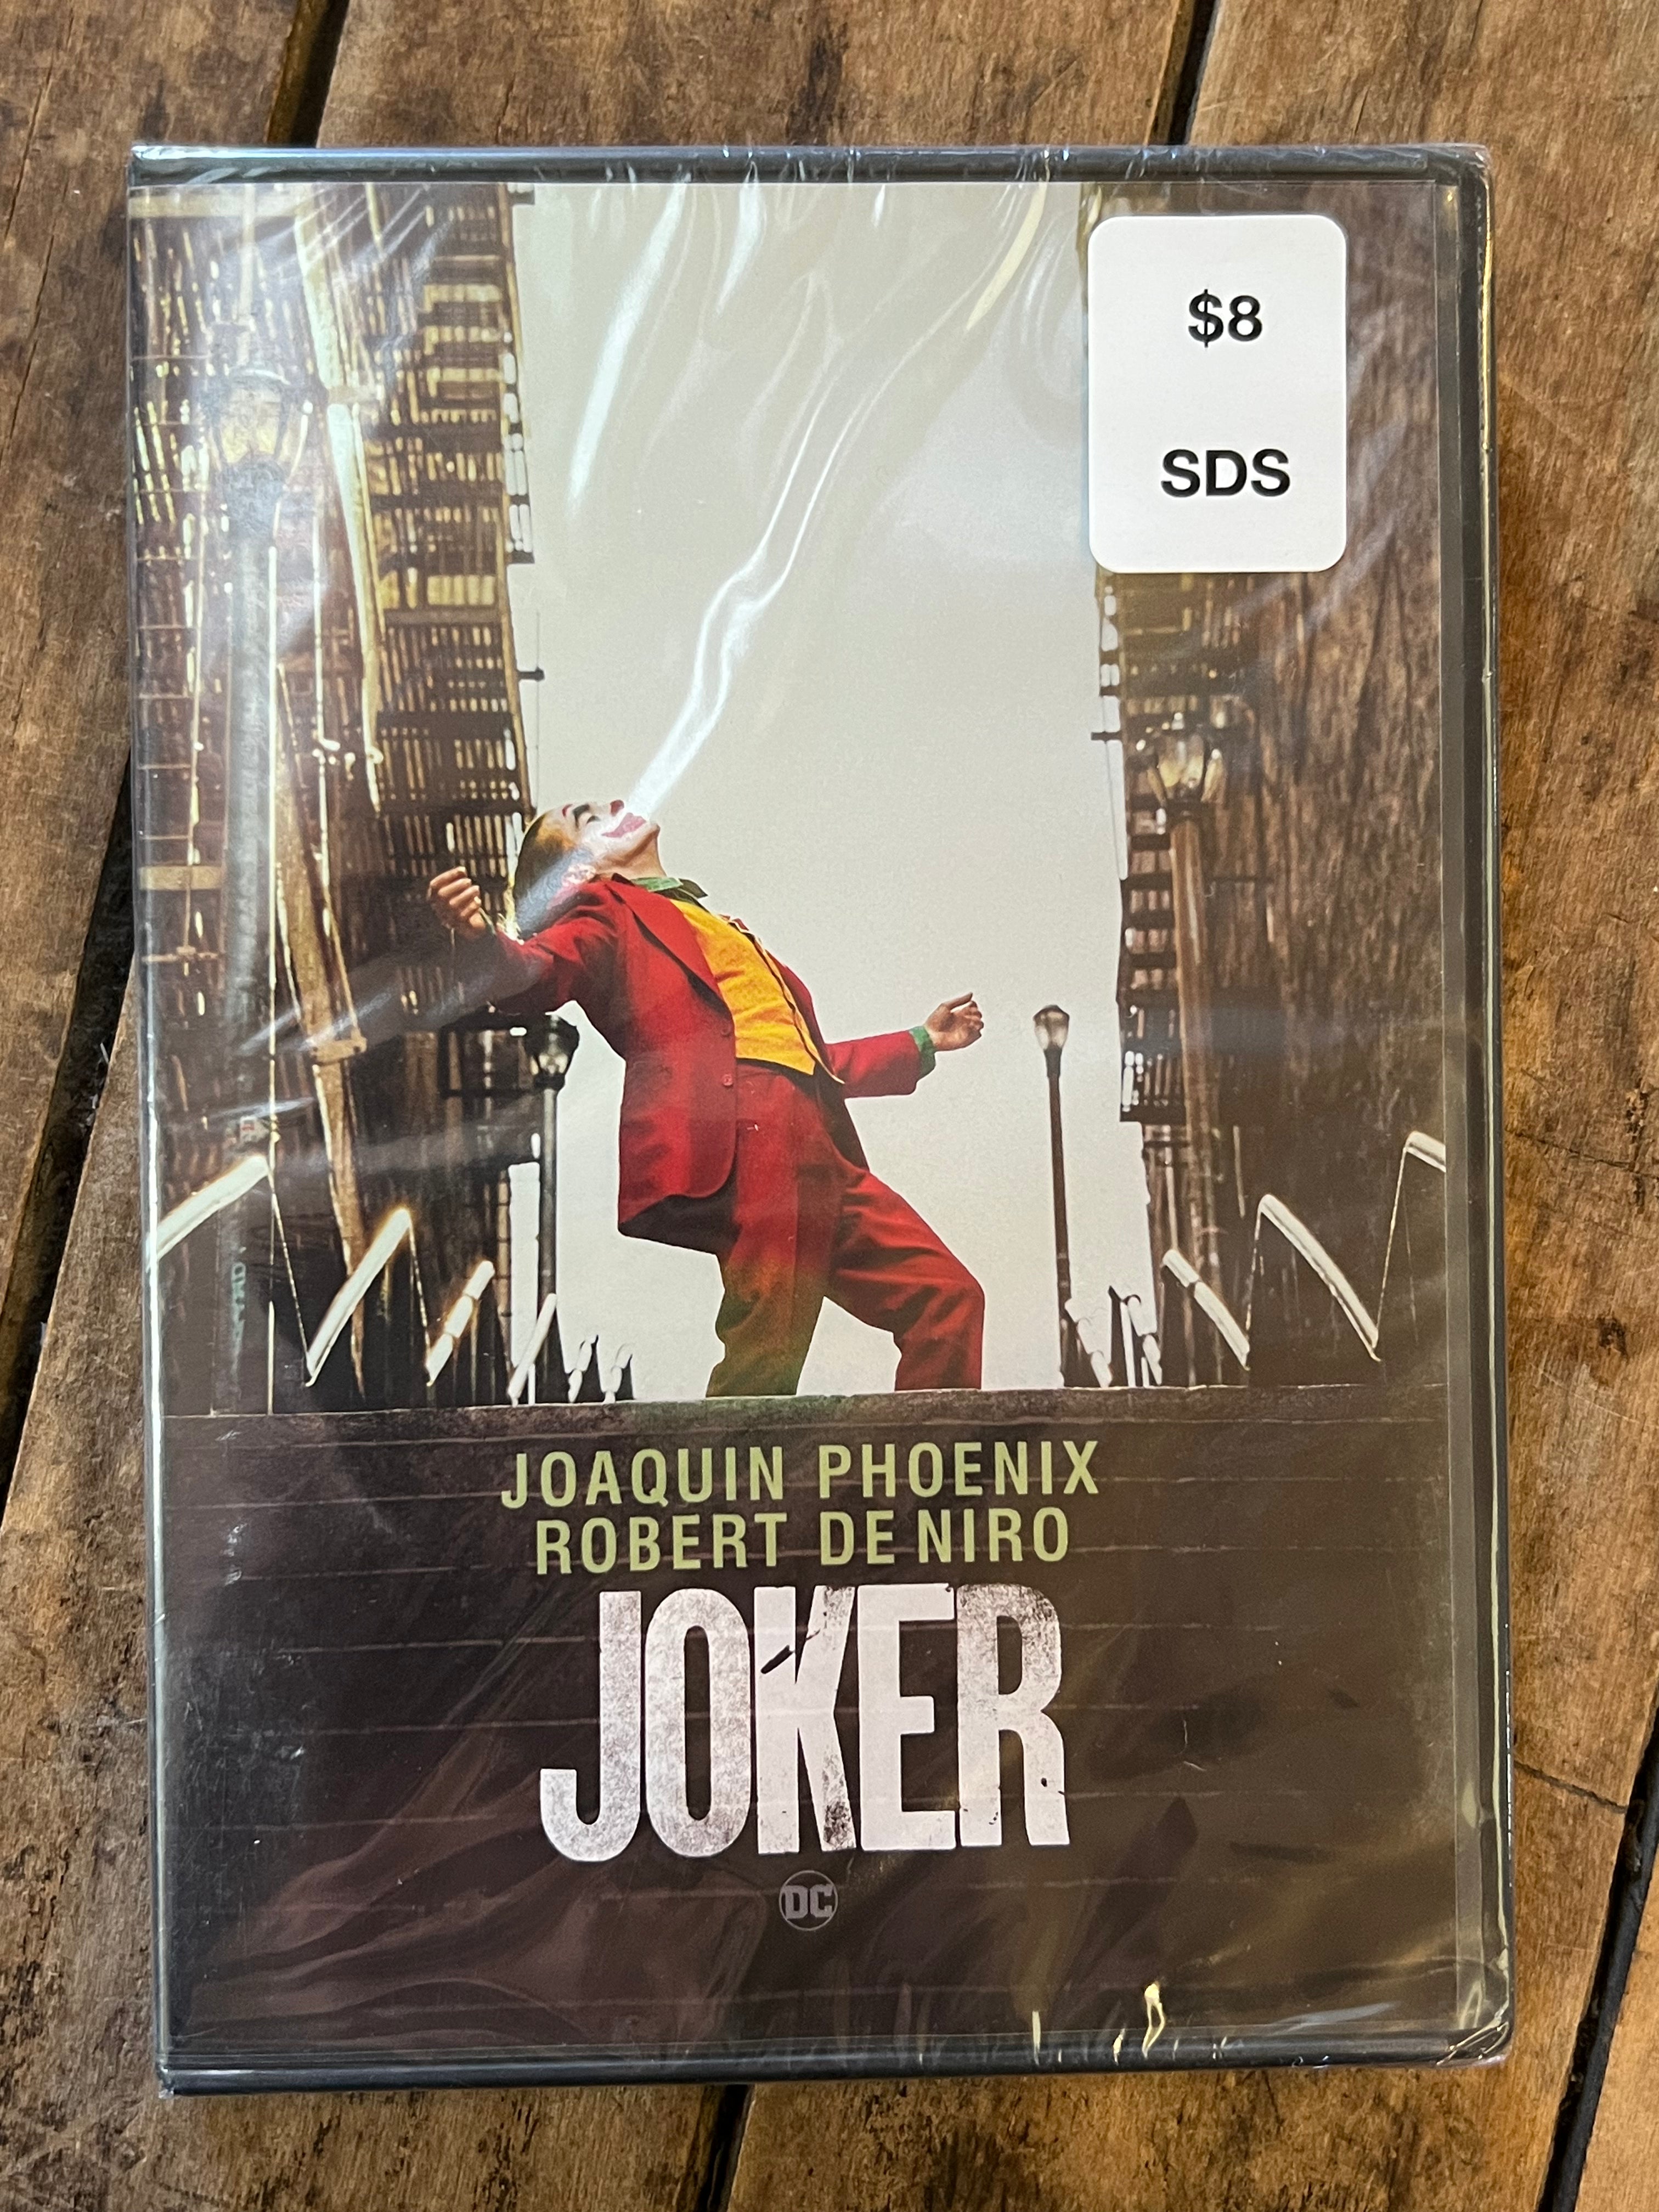 $8
SDS
JOAQUIN PHOENIX
ROBERT DE NIRO
JOKER
DC